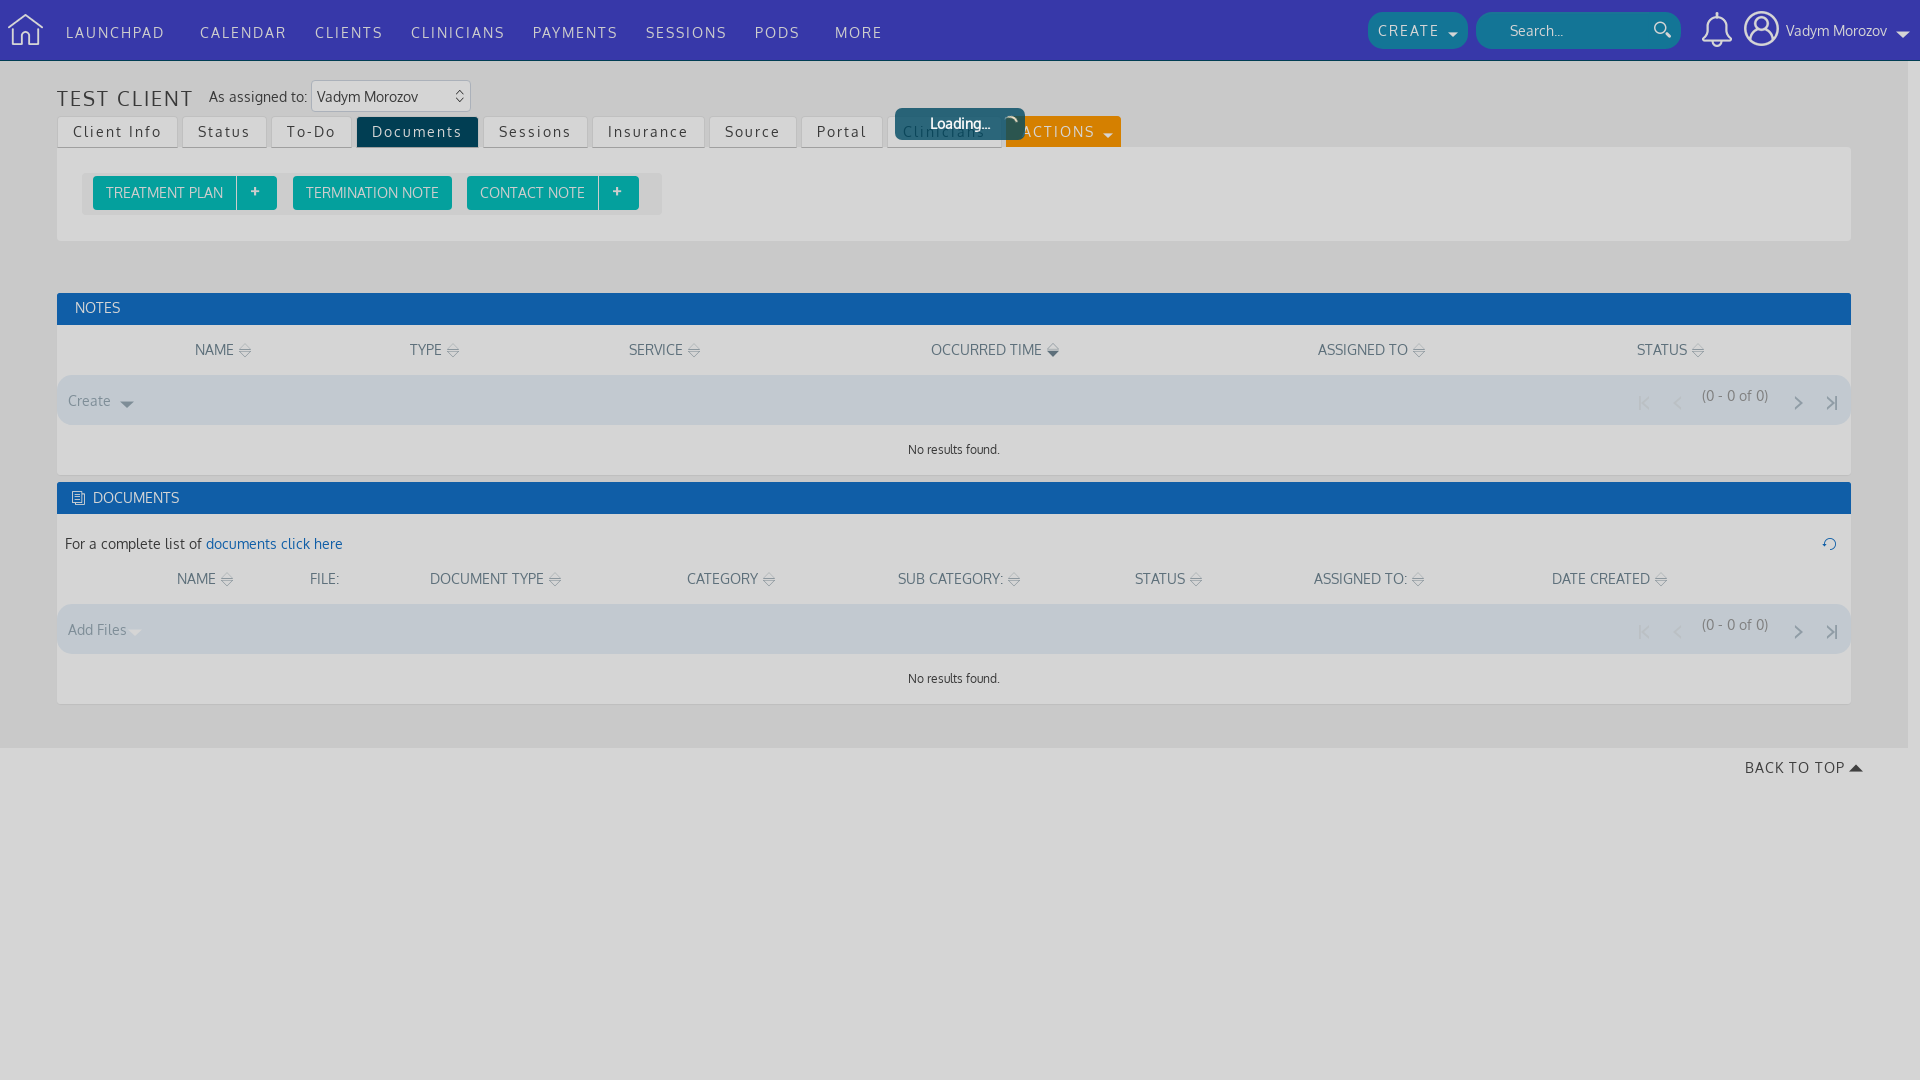 LAUNCHPAD CALENDAR CLIENTS CLINICIANS PAYMENTS SESSIONS PODS MORE CREATE Search... Vadym Morozov
TEST CLIENT As assigned to: Vadym Morozov
Client Info Status To-Do Documents Sessions Insurance Source Portal Clinicians ACTIONS
Loading...
TREATMENT PLAN + TERMINATION NOTE CONTACT NOTE +
NOTES
NAME TYPE SERVICE OCCURRED TIME ASSIGNED TO STATUS
Create (0 - 0 of 0)
No results found.
DOCUMENTS
For a complete list of documents click here
NAME FILE: DOCUMENT TYPE CATEGORY SUB CATEGORY: STATUS ASSIGNED TO: DATE CREATED
Add Files (0 - 0 of 0)
No results found.
BACK TO TOP